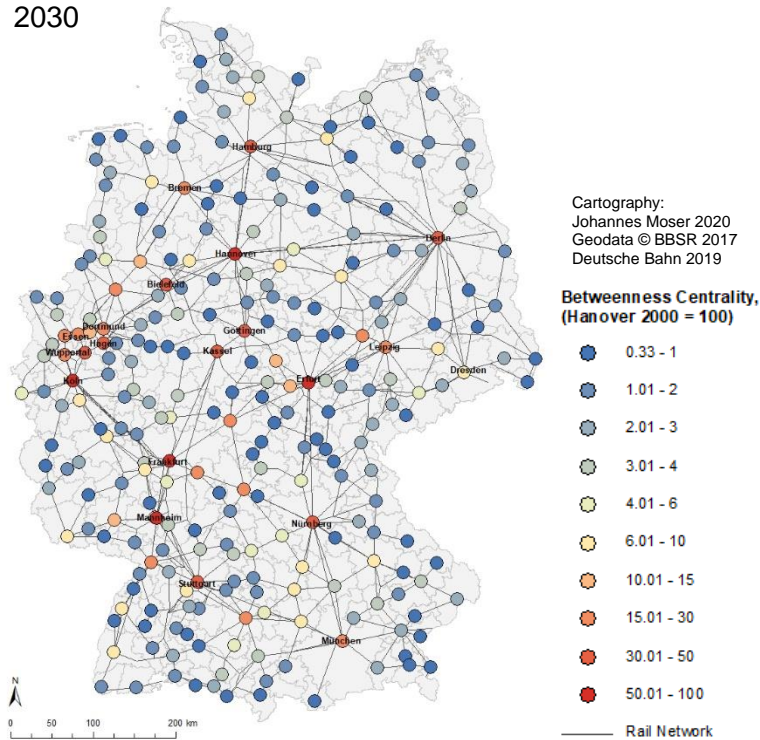 2030
Hamburg
Bremen
Cartography:
Johannes Moser 2020
Geodata © BBSR 2017
Deutsche Bahn 2019
Berlin
Hannover
Bielefeld
Betweenness Centrality,
(Hanover 2000 = 100)
Dortmund
Essen
Göttingen
Hagen
Wuppertal
Kassel
Leipzig
0.33 - 1
Dresden
Köln
Erfurt
1.01 - 2
2.01 - 3
3.01 - 4
Frankfurt
4.01 - 6
Mannheim
Nürnberg
6.01 - 10
10.01 - 15
Stuttgart
15.01 - 30
München
30.01 - 50
N
50.01 - 100
0 50 100 200 km
Rail Network